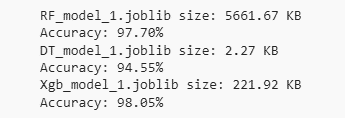 RF_model_1.joblib size: 5661.67 KB
Accuracy: 97.70%
DT_model_1.joblib size: 2.27 KB
Accuracy: 94.55%
Xgb_model_1.joblib size: 221.92 KB
Accuracy: 98.05%